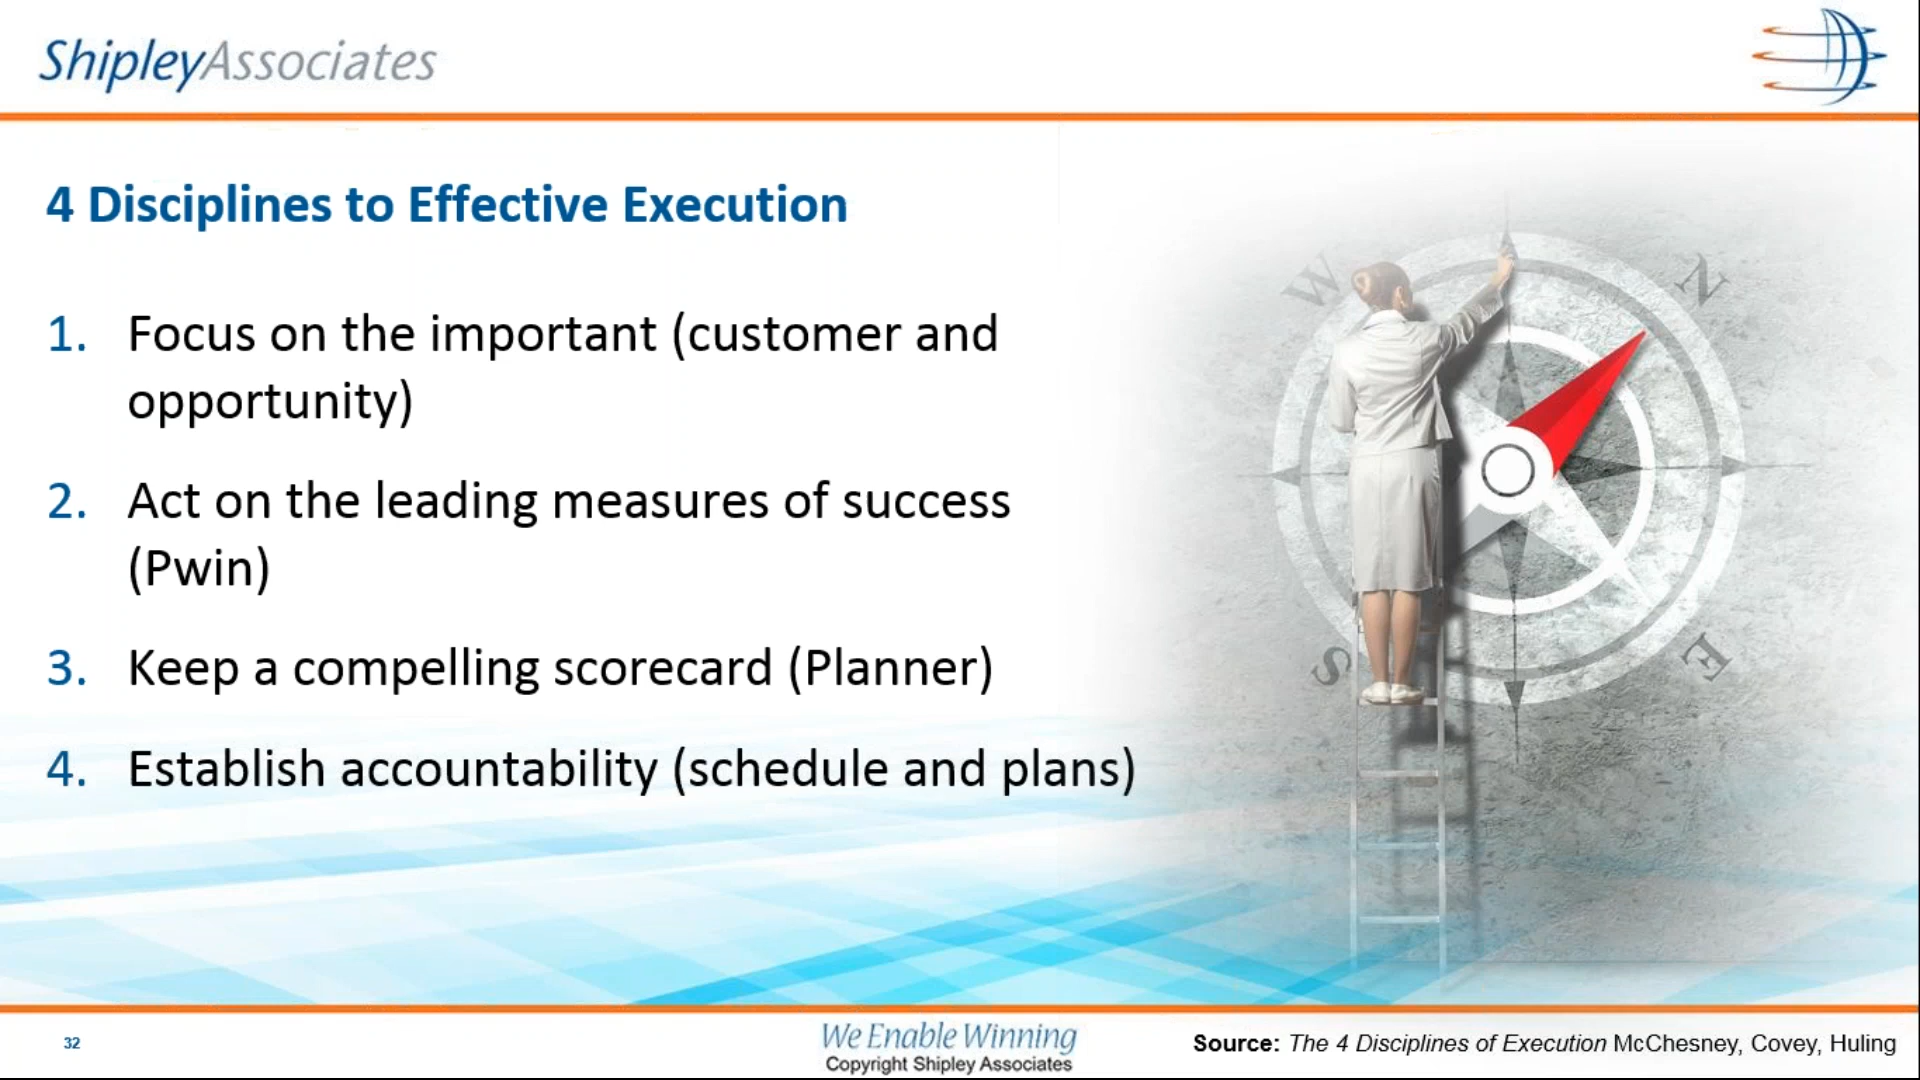 ShipleyAssociates
4 Disciplines to Effective Execution
1. Focus on the important (customer and
opportunity)
2. Act on the leading measures of success
(Pwin)
3. Keep a compelling scorecard (Planner)
4. Establish accountability (schedule and plans)
W
N
S
E
32
We Enable Winning
Copyright Shipley Associates
Source: The 4 Disciplines of Execution McChesney, Covey, Huling